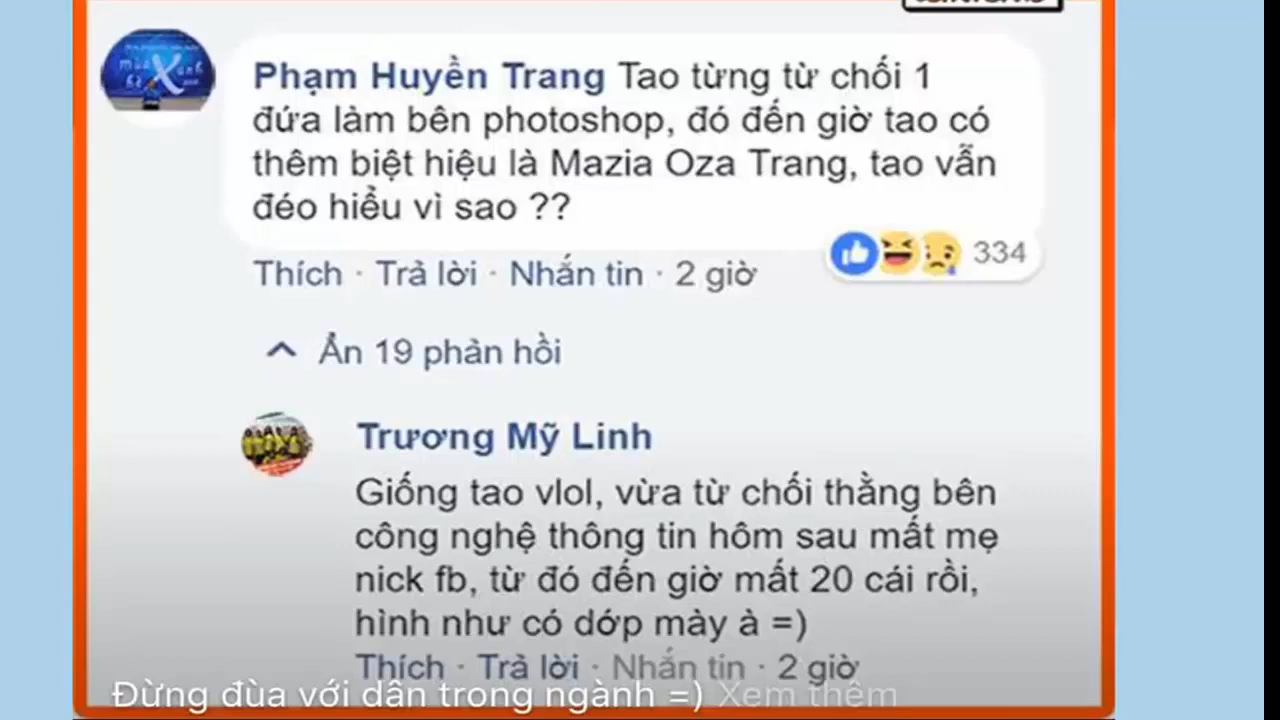 Phạm Huyền Trang Tao từng từ chối 1
đứa làm bên photoshop, đó đến giờ tao có
thêm biệt hiệu là Mazia Oza Trang, tao vẫn
đéo hiểu vì sao ??
334
Thích · Trả lời · Nhắn tin · 2 giờ
Ẩn 19 phản hồi
Trương Mỹ Linh
Giống tao vlol, vừa từ chối thằng bên
công nghệ thông tin hôm sau mất mẹ
nick fb, từ đó đến giờ mất 20 cái rồi,
hình như có dớp mày à =)
Thích · Trả lời · Nhắn tin · 2 giờ
Đừng đùa với dân trong ngành =) Xem thêm